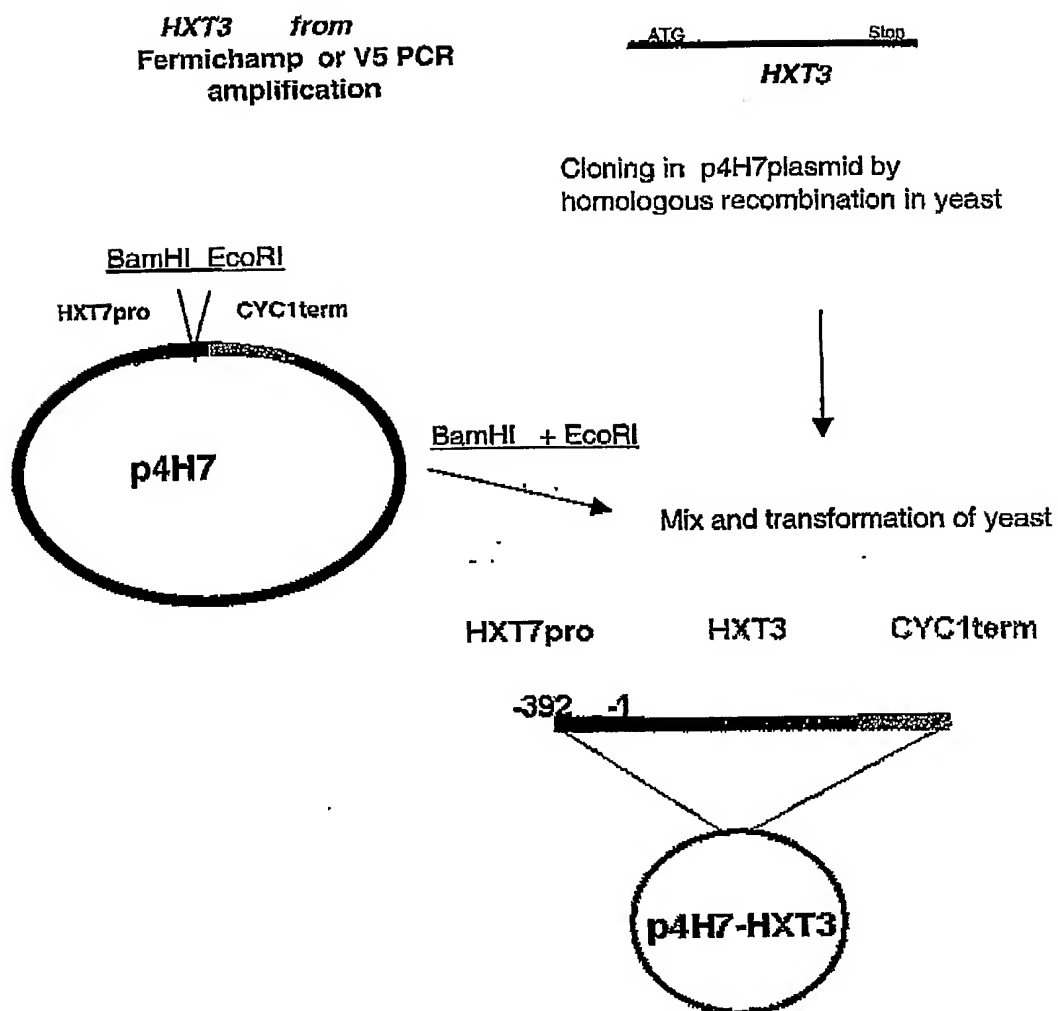 HXT3 from
Fermichamp or V5 PCR
amplification
ATG Stop
HXT3
Cloning in p4H7plasmid by
homologous recombination in yeast
BamHI EcoRI
HXT7pro CYC1term
p4H7
BamHI + EcoRI
Mix and transformation of yeast
HXT7pro HXT3 CYC1term
-392 -1
p4H7-HXT3